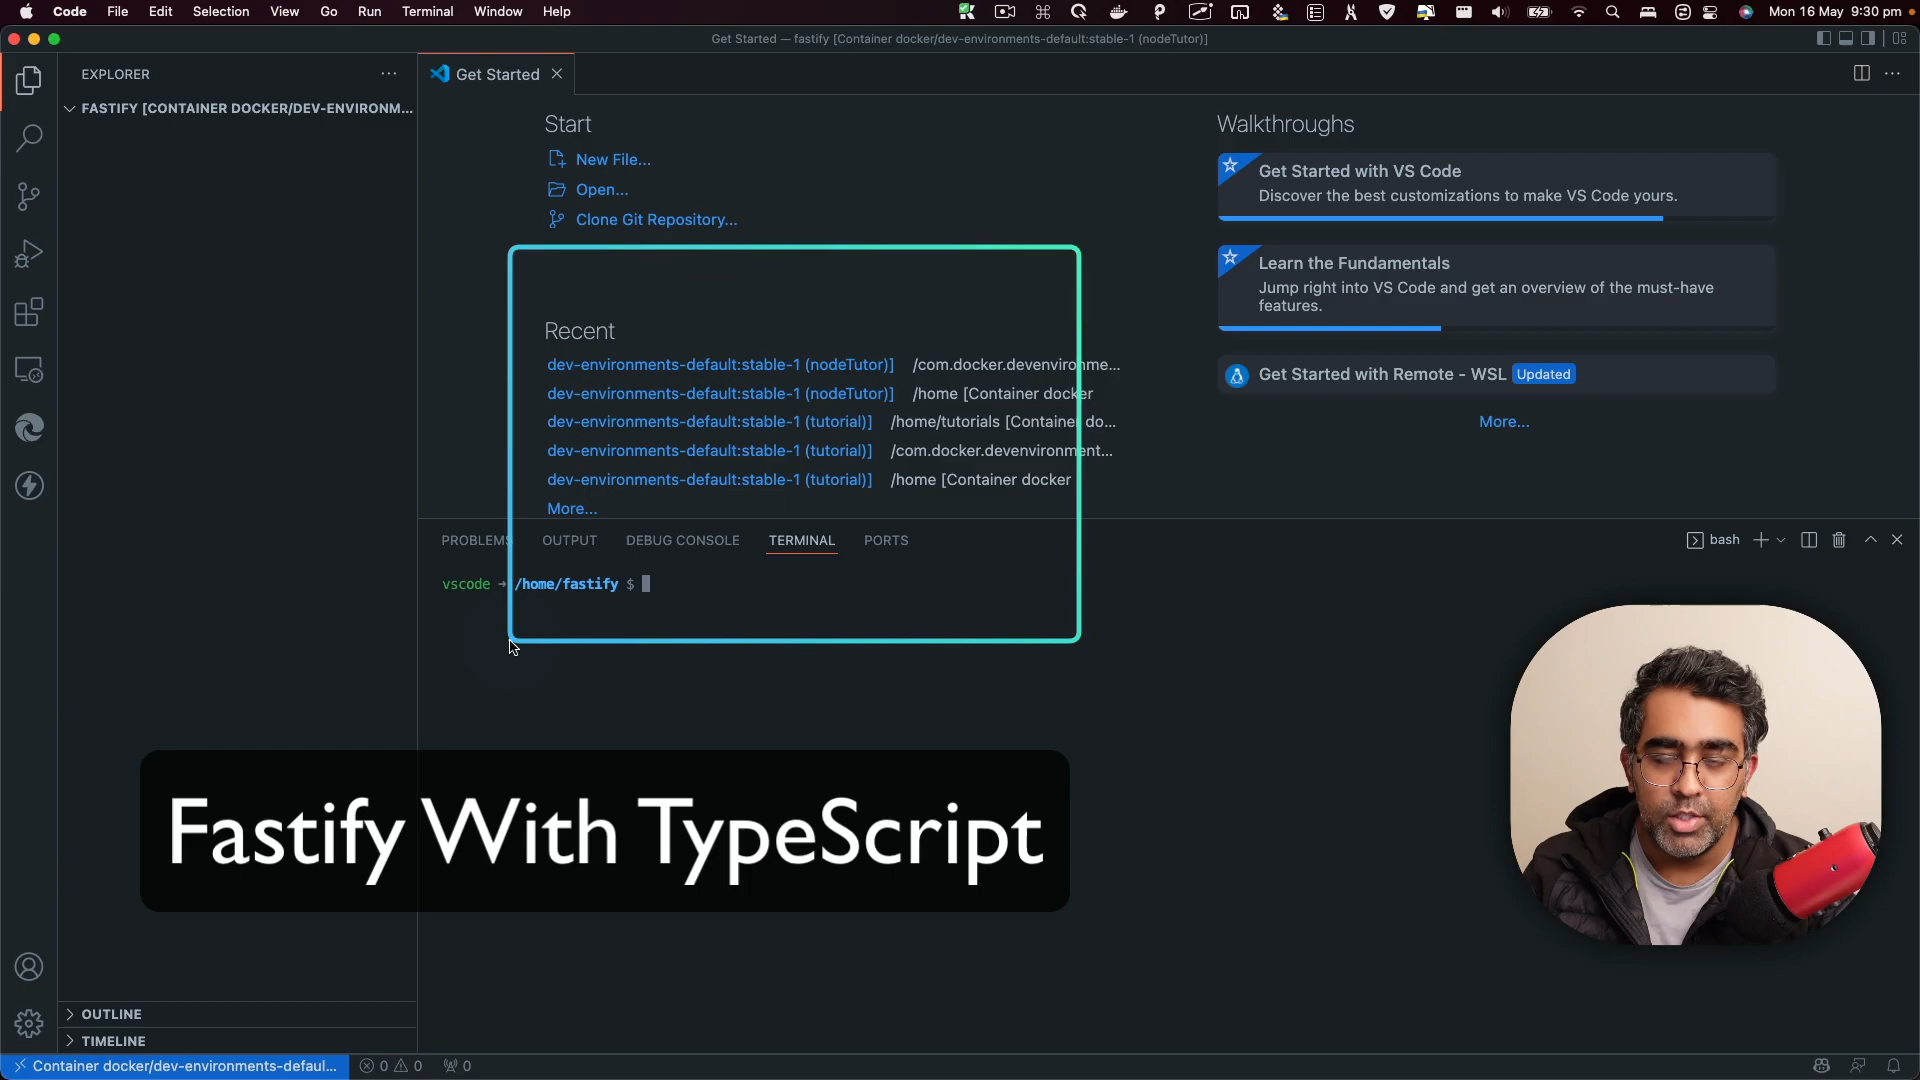 Code File Edit Selection View Go Run Terminal Window Help Mon 16 May 9:30 pm
Get Started — fastify [Container docker/dev-environments-default:stable-1 (nodeTutor)]
EXPLORER
FASTIFY [CONTAINER DOCKER/DEV-ENVIRONM...
Get Started
Start
New File...
Open...
Clone Git Repository...
Recent
dev-environments-default:stable-1 (nodeTutor)] /com.docker.devenvironme...
dev-environments-default:stable-1 (nodeTutor)] /home [Container docker
dev-environments-default:stable-1 (tutorial)] /home/tutorials [Container do...
dev-environments-default:stable-1 (tutorial)] /com.docker.devenvironment...
dev-environments-default:stable-1 (tutorial)] /home [Container docker
More...
Walkthroughs
Get Started with VS Code
Discover the best customizations to make VS Code yours.
Learn the Fundamentals
Jump right into VS Code and get an overview of the must-have
features.
Get Started with Remote - WSL Updated
More...
PROBLEMS OUTPUT DEBUG CONSOLE TERMINAL PORTS
bash
vscode → /home/fastify $
Fastify With TypeScript
OUTLINE
TIMELINE
Container docker/dev-environments-defaul... 0 0 0